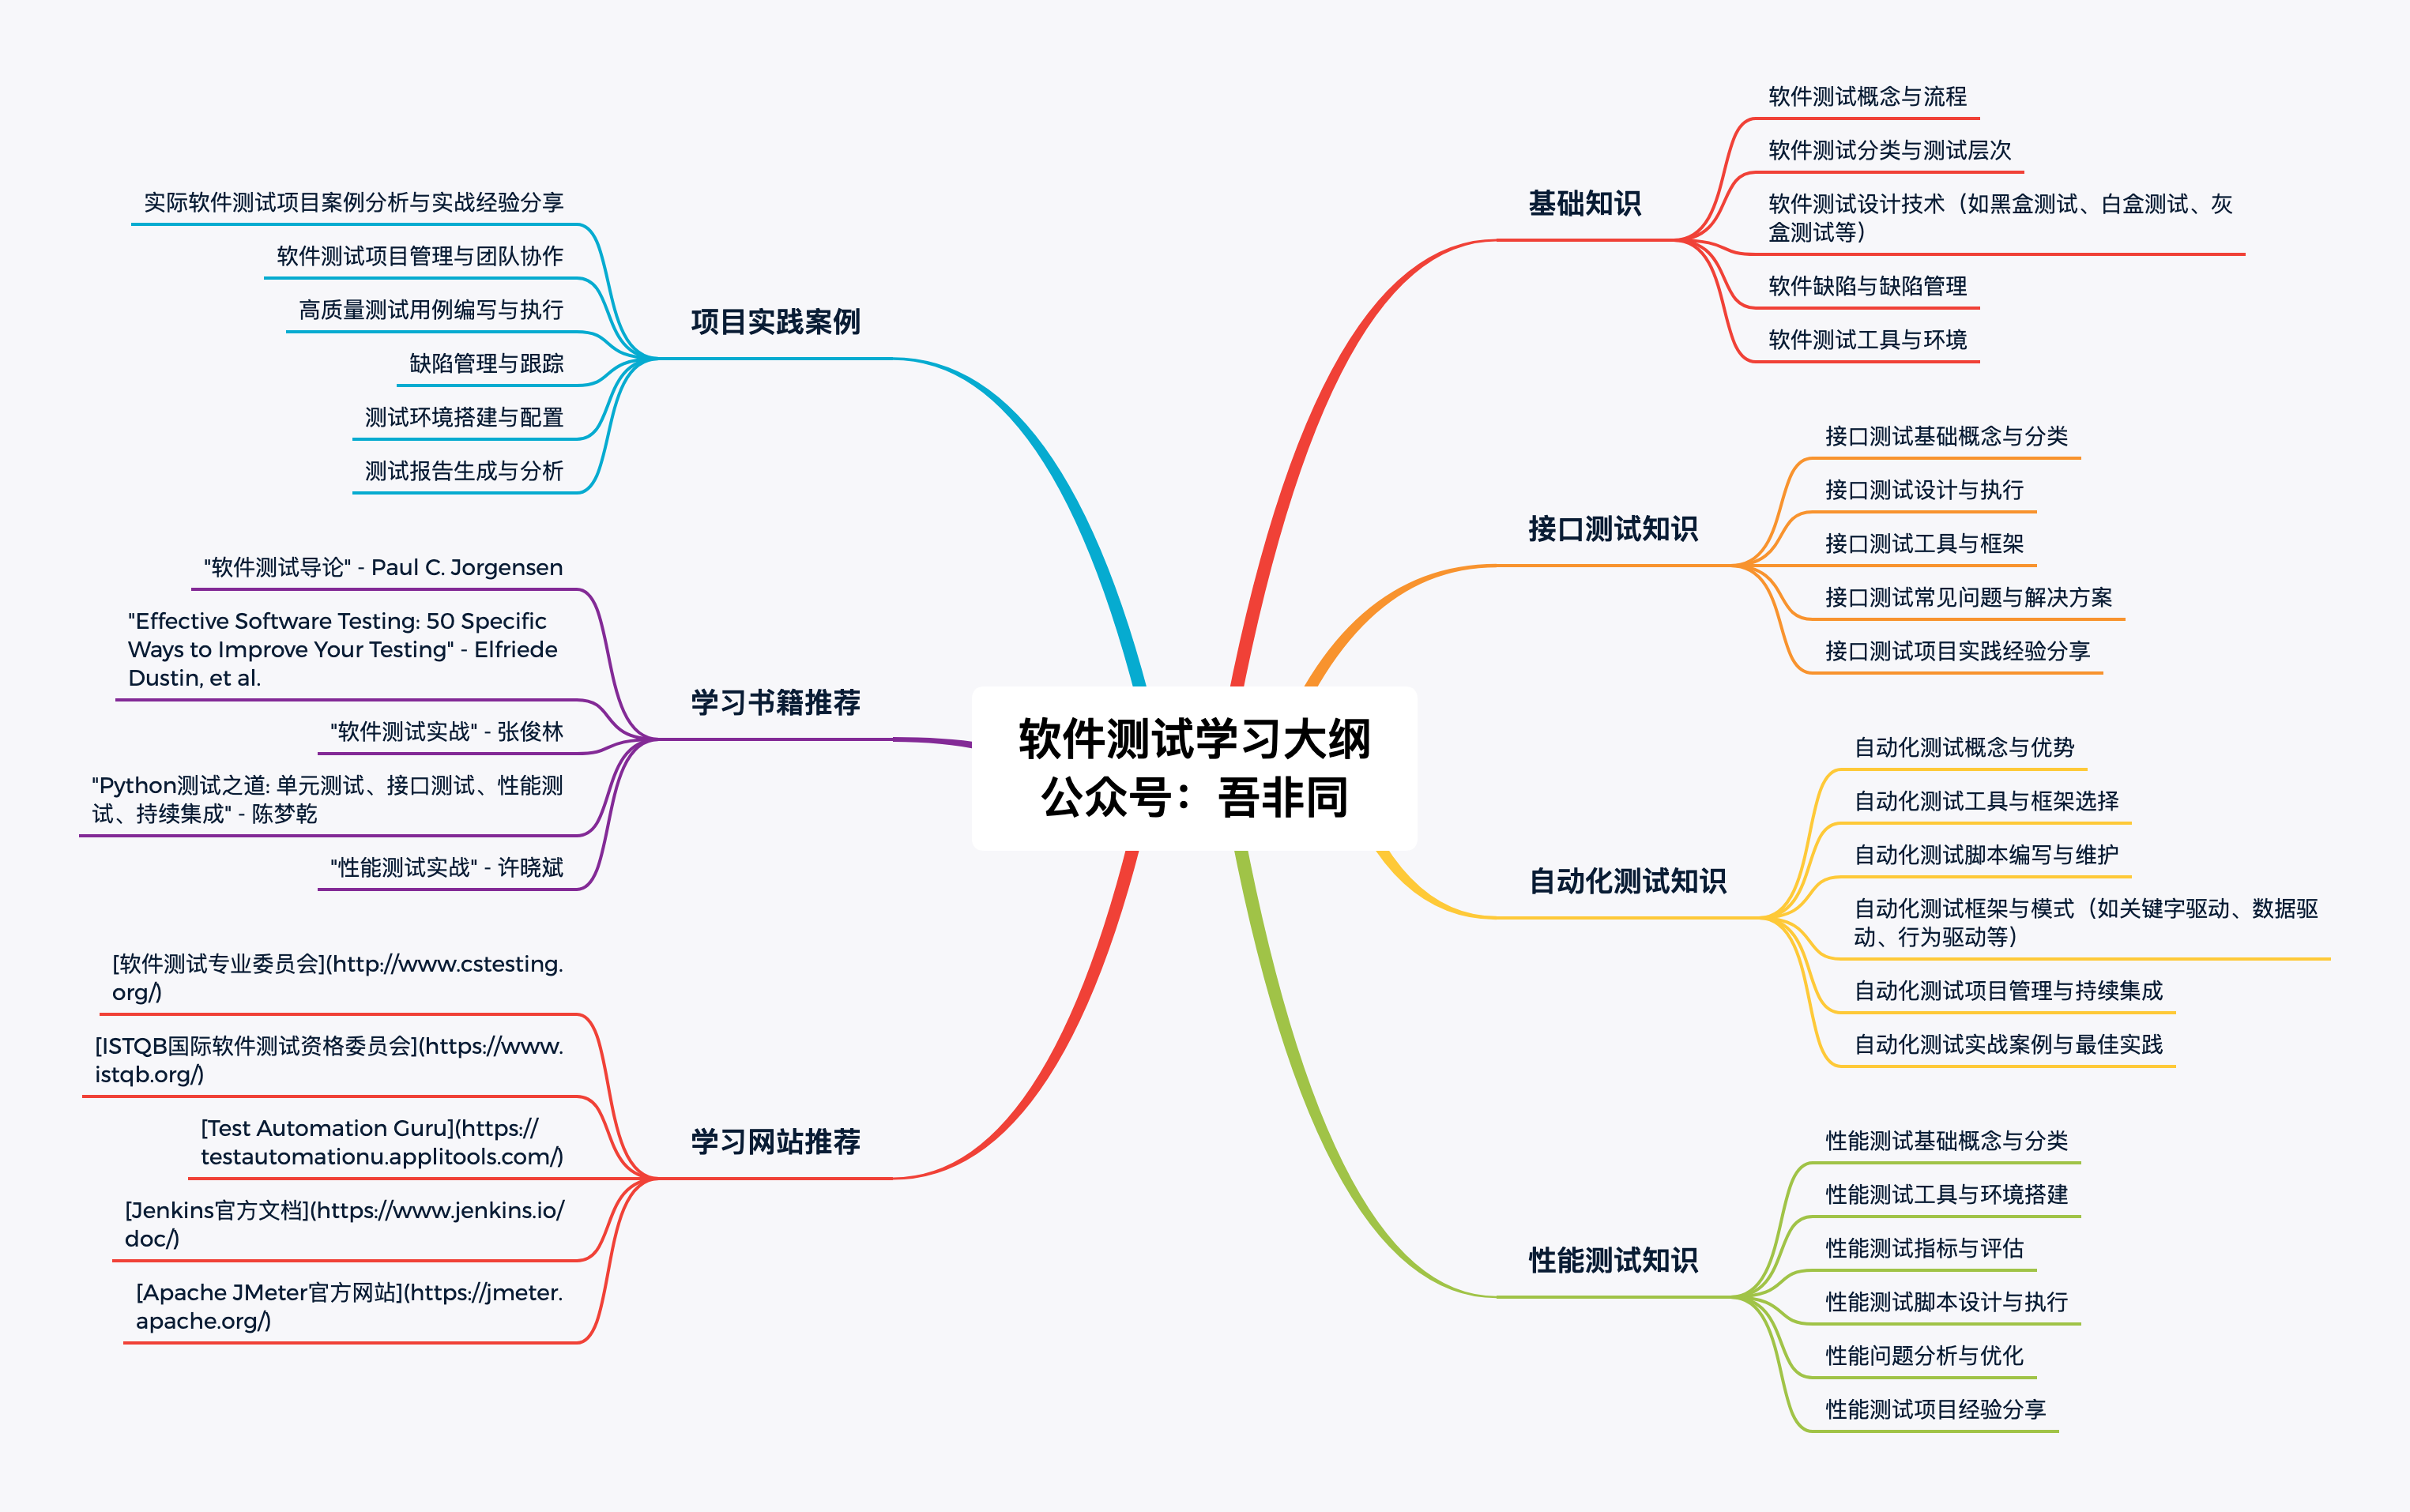 软件测试学习大纲
公众号：吾非同
基础知识
软件测试概念与流程
软件测试分类与测试层次
软件测试设计技术（如黑盒测试、白盒测试、灰
盒测试等）
软件缺陷与缺陷管理
软件测试工具与环境
接口测试知识
接口测试基础概念与分类
接口测试设计与执行
接口测试工具与框架
接口测试常见问题与解决方案
接口测试项目实践经验分享
自动化测试知识
自动化测试概念与优势
自动化测试工具与框架选择
自动化测试脚本编写与维护
自动化测试框架与模式（如关键字驱动、数据驱
动、行为驱动等）
自动化测试项目管理与持续集成
自动化测试实战案例与最佳实践
性能测试知识
性能测试基础概念与分类
性能测试工具与环境搭建
性能测试指标与评估
性能测试脚本设计与执行
性能问题分析与优化
性能测试项目经验分享
项目实践案例
实际软件测试项目案例分析与实战经验分享
软件测试项目管理与团队协作
高质量测试用例编写与执行
缺陷管理与跟踪
测试环境搭建与配置
测试报告生成与分析
学习书籍推荐
"软件测试导论" - Paul C. Jorgensen
"Effective Software Testing: 50 Specific
Ways to Improve Your Testing" - Elfriede
Dustin, et al.
"软件测试实战" - 张俊林
"Python测试之道: 单元测试、接口测试、性能测
试、持续集成" - 陈梦乾
"性能测试实战" - 许晓斌
学习网站推荐
[软件测试专业委员会](http://www.cstesting.
org/)
[ISTQB国际软件测试资格委员会](https://www.
istqb.org/)
[Test Automation Guru](https://
testautomationu.applitools.com/)
[Jenkins官方文档](https://www.jenkins.io/
doc/)
[Apache JMeter官方网站](https://jmeter.
apache.org/)